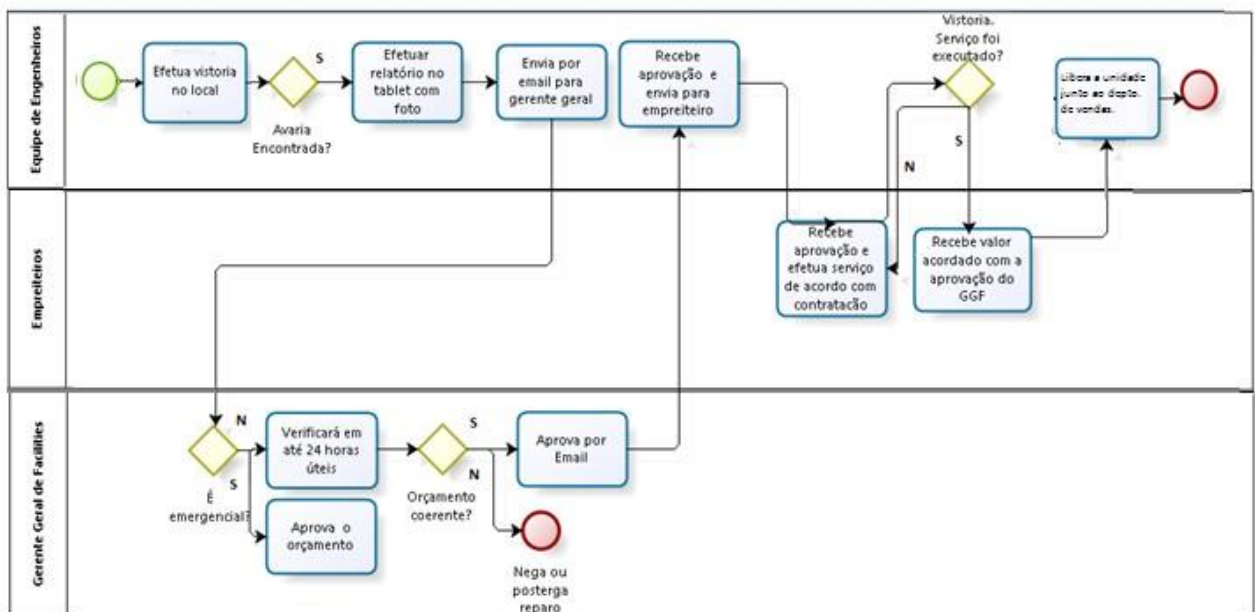 Equipe de Engenheiros
Efetua vistoria
no local
S
Avaria
Encontrada?
Efetuar
relatório no
tablet com
foto
Envia por
email para
gerente geral
Recebe
aprovação e
envia para
empreiteiro
Vistoria.
Serviço foi
executado?
S
N
Libera a unidade
junto ao depto.
de vendas.
Empreiteiros
Recebe
aprovação e
efetua serviço
de acordo com
contratacão
Recebe valor
acordado com a
aprovação do
GGF
Gerente Geral de Facilities
N
S
É
emergencial?
Verificará em
até 24 horas
úteis
Aprova o
orçamento
Orçamento
coerente?
S
N
Aprova por
Email
Nega ou
posterga
reparo